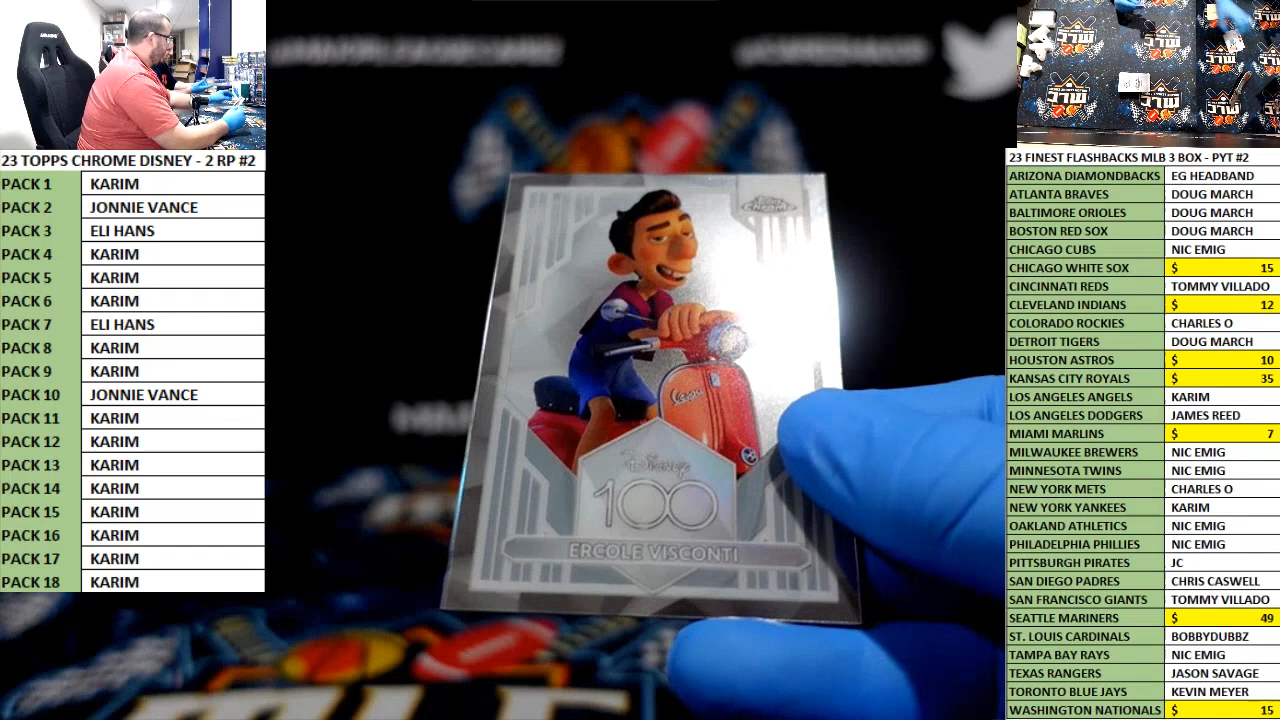 23 TOPPS CHROME DISNEY - 2 RP #2
PACK 1 KARIM
PACK 2 JONNIE VANCE
PACK 3 ELI HANS
PACK 4 KARIM
PACK 5 KARIM
PACK 6 KARIM
PACK 7 ELI HANS
PACK 8 KARIM
PACK 9 KARIM
PACK 10 JONNIE VANCE
PACK 11 KARIM
PACK 12 KARIM
PACK 13 KARIM
PACK 14 KARIM
PACK 15 KARIM
PACK 16 KARIM
PACK 17 KARIM
PACK 18 KARIM
Topps
Chrome
Vespa
Disney
100
ERCOLE VISCONTI
23 FINEST FLASHBACKS MLB 3 BOX - PYT #2
ARIZONA DIAMONDBACKS EG HEADBAND
ATLANTA BRAVES DOUG MARCH
BALTIMORE ORIOLES DOUG MARCH
BOSTON RED SOX DOUG MARCH
CHICAGO CUBS NIC EMIG
CHICAGO WHITE SOX $ 15
CINCINNATI REDS TOMMY VILLADO
CLEVELAND INDIANS $ 12
COLORADO ROCKIES CHARLES O
DETROIT TIGERS DOUG MARCH
HOUSTON ASTROS $ 10
KANSAS CITY ROYALS $ 35
LOS ANGELES ANGELS KARIM
LOS ANGELES DODGERS JAMES REED
MIAMI MARLINS $ 7
MILWAUKEE BREWERS NIC EMIG
MINNESOTA TWINS NIC EMIG
NEW YORK METS CHARLES O
NEW YORK YANKEES KARIM
OAKLAND ATHLETICS NIC EMIG
PHILADELPHIA PHILLIES NIC EMIG
PITTSBURGH PIRATES JC
SAN DIEGO PADRES CHRIS CASWELL
SAN FRANCISCO GIANTS TOMMY VILLADO
SEATTLE MARINERS $ 49
ST. LOUIS CARDINALS BOBBYDUBBZ
TAMPA BAY RAYS NIC EMIG
TEXAS RANGERS JASON SAVAGE
TORONTO BLUE JAYS KEVIN MEYER
WASHINGTON NATIONALS $ 15